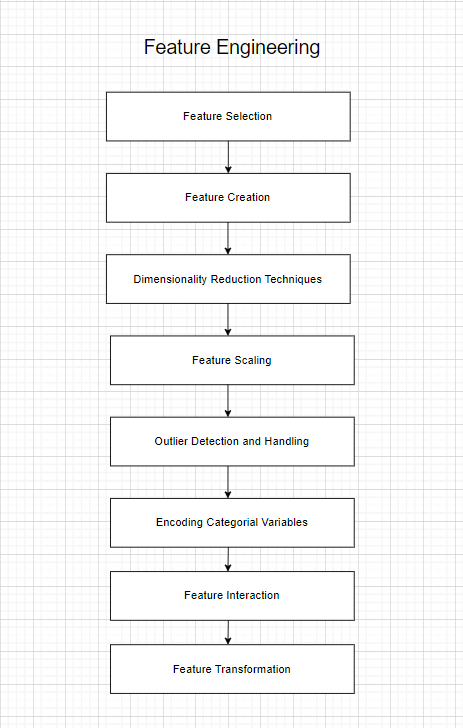 Feature Engineering
Feature Selection
Feature Creation
Dimensionality Reduction Techniques
Feature Scaling
Outlier Detection and Handling
Encoding Categorial Variables
Feature Interaction
Feature Transformation